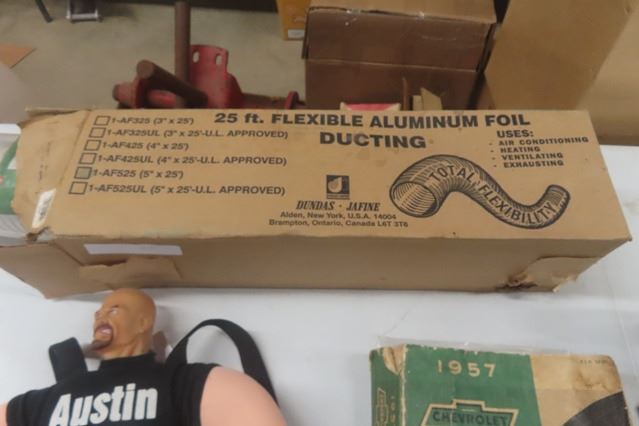 1-AF325 (3" x 25')
1-AF325UL (3" x 25'-U.L. APPROVED)
1-AF425 (4" x 25')
1-AF425UL (4" x 25'-U.L. APPROVED)
1-AF525 (5" x 25')
1-AF525UL (5" x 25'-U.L. APPROVED)
25 ft. FLEXIBLE ALUMINUM FOIL
DUCTING
USES:
- AIR CONDITIONING
- HEATING
- VENTILATING
- EXHAUSTING
TOTAL FLEXIBILITY
DUNDAS · JAFINE
Alden, New York, U.S.A. 14004
Brampton, Ontario, Canada L6T 3T6
Austin
1957
CHEVROLET